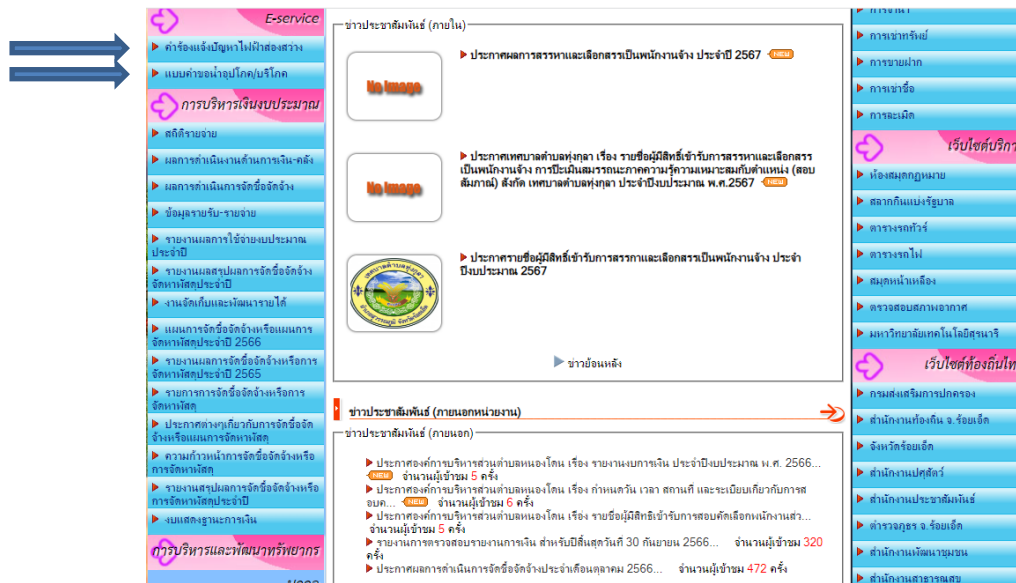 E-service
คำร้องแจ้งปัญหาไฟฟ้าส่องสว่าง
แบบคำขอน้ำอุปโภค/บริโภค
การบริหารเงินงบประมาณ
สถิติรายจ่าย
ผลการดำเนินงานด้านการเงิน-คลัง
ผลการดำเนินการจัดซื้อจัดจ้าง
ข้อมูลรายรับ-รายจ่าย
รายงานผลการใช้จ่ายงบประมาณ
ประจำปี
รายงานผลสรุปผลการจัดซื้อจัดจ้าง
จัดหาพัสดุประจำปี
งานจัดเก็บและพัฒนารายได้
แผนการจัดซื้อจัดจ้างหรือแผนการ
จัดหาพัสดุประจำปี 2566
รายงานผลการจัดซื้อจัดจ้างหรือการ
จัดหาพัสดุประจำปี 2565
รายการการจัดซื้อจัดจ้างหรือการ
จัดหาพัสดุ
ประกาศต่างๆเกี่ยวกับการจัดซื้อจัด
จ้างหรือแผนการจัดหาพัสดุ
ความก้าวหน้าการจัดซื้อจัดจ้างหรือ
การจัดหาพัสดุ
รายงานสรุปผลการจัดซื้อจัดจ้างหรือ
การจัดหาพัสดุประจำปี
งบแสดงฐานะการเงิน
การบริหารและพัฒนาทรัพยากร
ข่าวประชาสัมพันธ์ (ภายใน)
No Image
ประกาศผลการสรรหาและเลือกสรรเป็นพนักงานจ้าง ประจำปี 2567 NEW
No Image
ประกาศเทศบาลตำบลทุ่งกุลา เรื่อง รายชื่อผู้มีสิทธิ์เข้ารับการสรรหาและเลือกสรร
เป็นพนักงานจ้าง การประเมินสมรรถนะภาคความรู้ความเหมาะสมกับตำแหน่ง (สอบ
สัมภาษณ์) สังกัด เทศบาลตำบลทุ่งกุลา ประจำปีงบประมาณ พ.ศ.2567 NEW
เทศบาลตำบลทุ่งกุลา
ประกาศรายชื่อผู้มีสิทธิ์เข้ารับการสรรกาและเลือกสรรเป็นพนักงานจ้าง ประจำ
ปีงบประมาณ 2567
ข่าวย้อนหลัง
ข่าวประชาสัมพันธ์ (ภายนอกหน่วยงาน)
ข่าวประชาสัมพันธ์ (ภายนอก)
ประกาศองค์การบริหารส่วนตำบลหนองโดน เรื่อง รายงานงบการเงิน ประจำปีงบประมาณ พ.ศ. 2566...
NEW จำนวนผู้เข้าชม 5 ครั้ง
ประกาศองค์การบริหารส่วนตำบลหนองโดน เรื่อง กำหนดวัน เวลา สถานที่ และระเบียบเกี่ยวกับการส
อบค... NEW จำนวนผู้เข้าชม 6 ครั้ง
ประกาศองค์การบริหารส่วนตำบลหนองโดน เรื่อง รายชื่อผู้มีสิทธิเข้ารับการสอบคัดเลือกพนักงานส่ว...
จำนวนผู้เข้าชม 5 ครั้ง
รายงานการตรวจสอบรายงานการเงิน สำหรับปีสิ้นสุดวันที่ 30 กันยายน 2566... จำนวนผู้เข้าชม 320
ครั้ง
ประกาศผลการดำเนินการจัดซื้อจัดจ้างประจำเดือนตุลาคม 2566... จำนวนผู้เข้าชม 472 ครั้ง
การจำนำ
การเช่าทรัพย์
การขายฝาก
การเช่าซื้อ
การละเมิด
เว็บไซต์บริกา
ห้องสมุดกฎหมาย
สลากกินแบ่งรัฐบาล
ตารางรถทัวร์
ตารางรถไฟ
สมุดหน้าเหลือง
ตรวจสอบสภาพอากาศ
มหาวิทยาลัยเทคโนโลยีสุรนารี
เว็บไซต์ท้องถิ่นไท
กรมส่งเสริมการปกครอง
สำนักงานท้องถิ่น จ.ร้อยเอ็ด
จังหวัดร้อยเอ็ด
สำนักงานปศุสัตว์
สำนักงานประชาสัมพันธ์
ตำรวจภูธร จ.ร้อยเอ็ด
สำนักงานพัฒนาชุมชน
สำนักงานสาธารณสุข